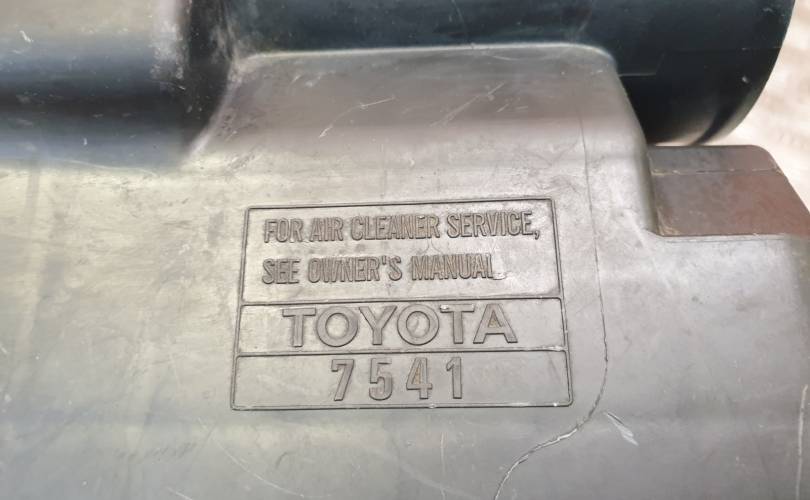 FOR AIR CLEANER SERVICE,
SEE OWNER'S MANUAL
TOYOTA
7541